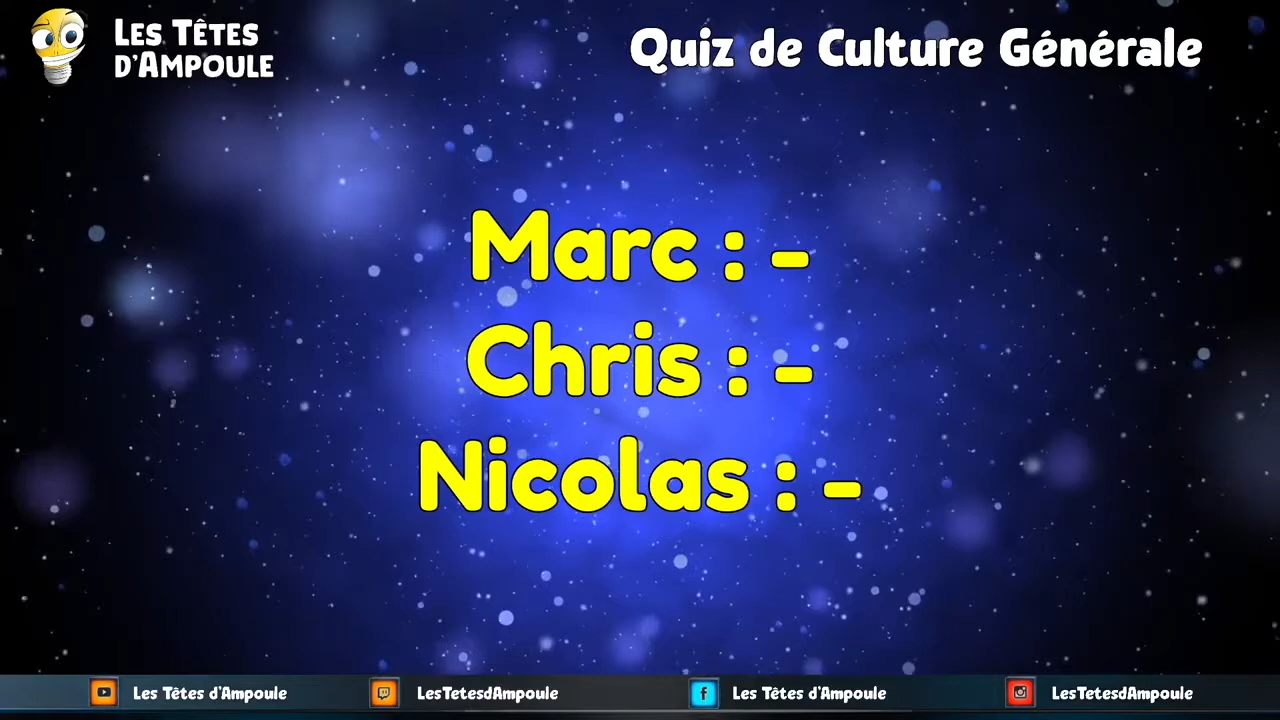 Les Têtes
d'Ampoule
Quiz de Culture Générale
Marc : -
Chris : -
Nicolas : -
Les Têtes d'Ampoule
LesTetesdAmpoule
Les Têtes d'Ampoule
LesTetesdAmpoule